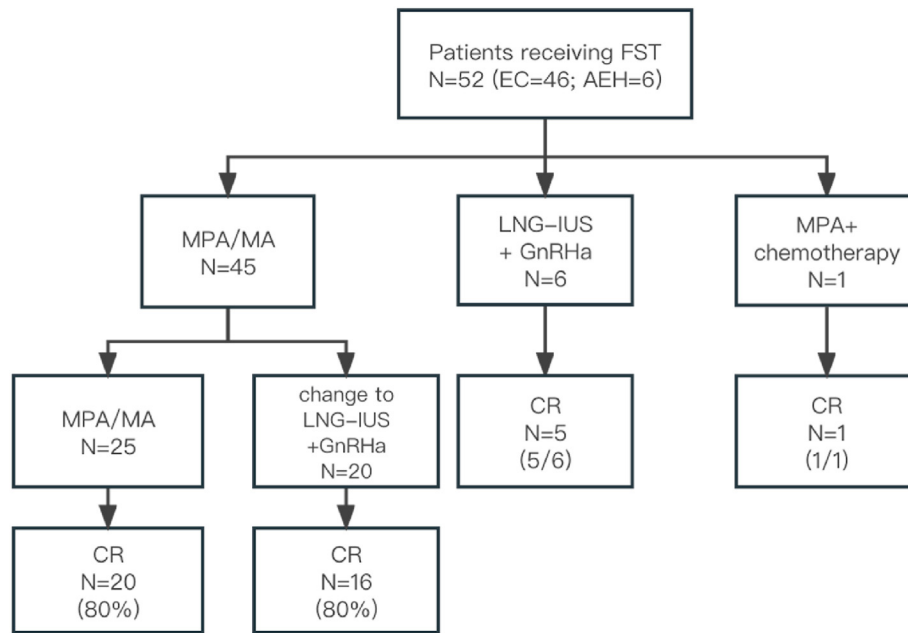 Patients receiving FST
N=52 (EC=46; AEH=6)
MPA/MA
N=45
LNG-IUS
+ GnRHa
N=6
MPA+
chemotherapy
N=1
MPA/MA
N=25
change to
LNG-IUS
+GnRHa
N=20
CR
N=5
(5/6)
CR
N=1
(1/1)
CR
N=20
(80%)
CR
N=16
(80%)